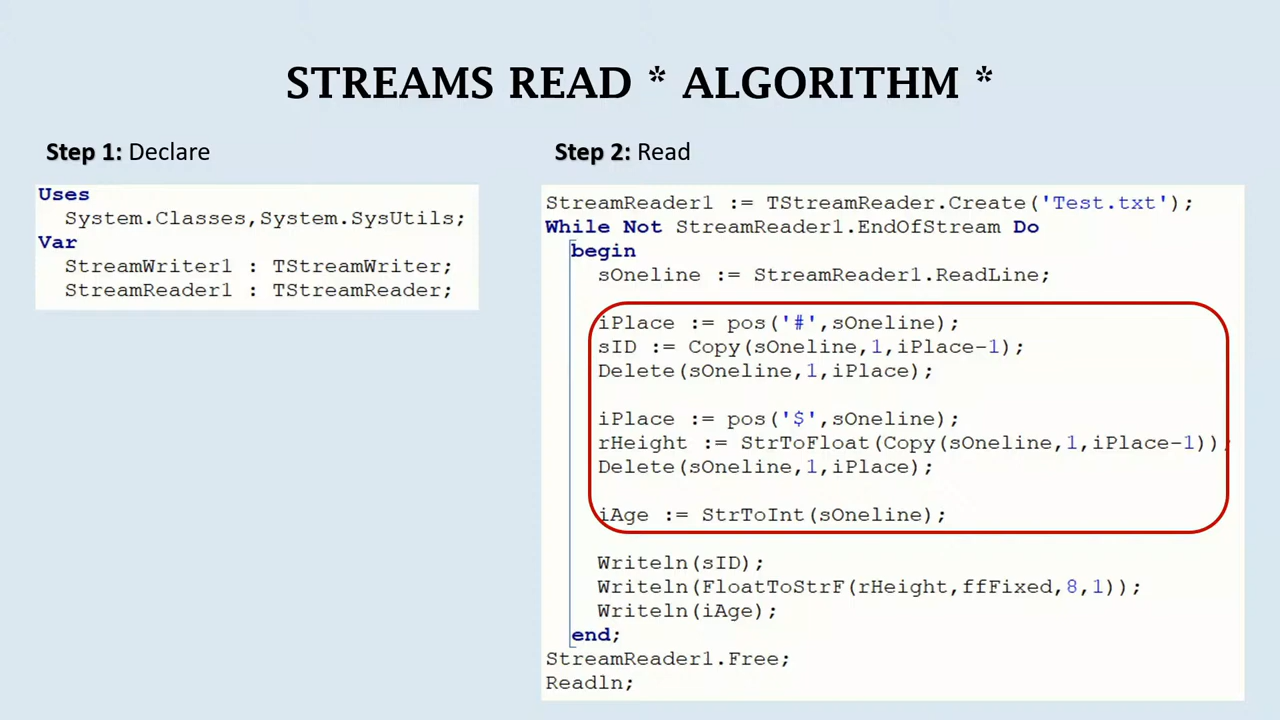 STREAMS READ * ALGORITHM *
Step 1: Declare
Uses
System.Classes,System.SysUtils;
Var
StreamWriter1 : TStreamWriter;
StreamReader1 : TStreamReader;
Step 2: Read
StreamReader1 := TStreamReader.Create('Test.txt');
While Not StreamReader1.EndOfStream Do
begin
sOneline := StreamReader1.ReadLine;
iPlace := pos('#',sOneline);
sID := Copy(sOneline,1,iPlace-1);
Delete(sOneline,1,iPlace);
iPlace := pos('$',sOneline);
rHeight := StrToFloat(Copy(sOneline,1,iPlace-1));
Delete(sOneline,1,iPlace);
iAge := StrToInt(sOneline);
Writeln(sID);
Writeln(FloatToStrF(rHeight,ffFixed,8,1));
Writeln(iAge);
end;
StreamReader1.Free;
Readln;